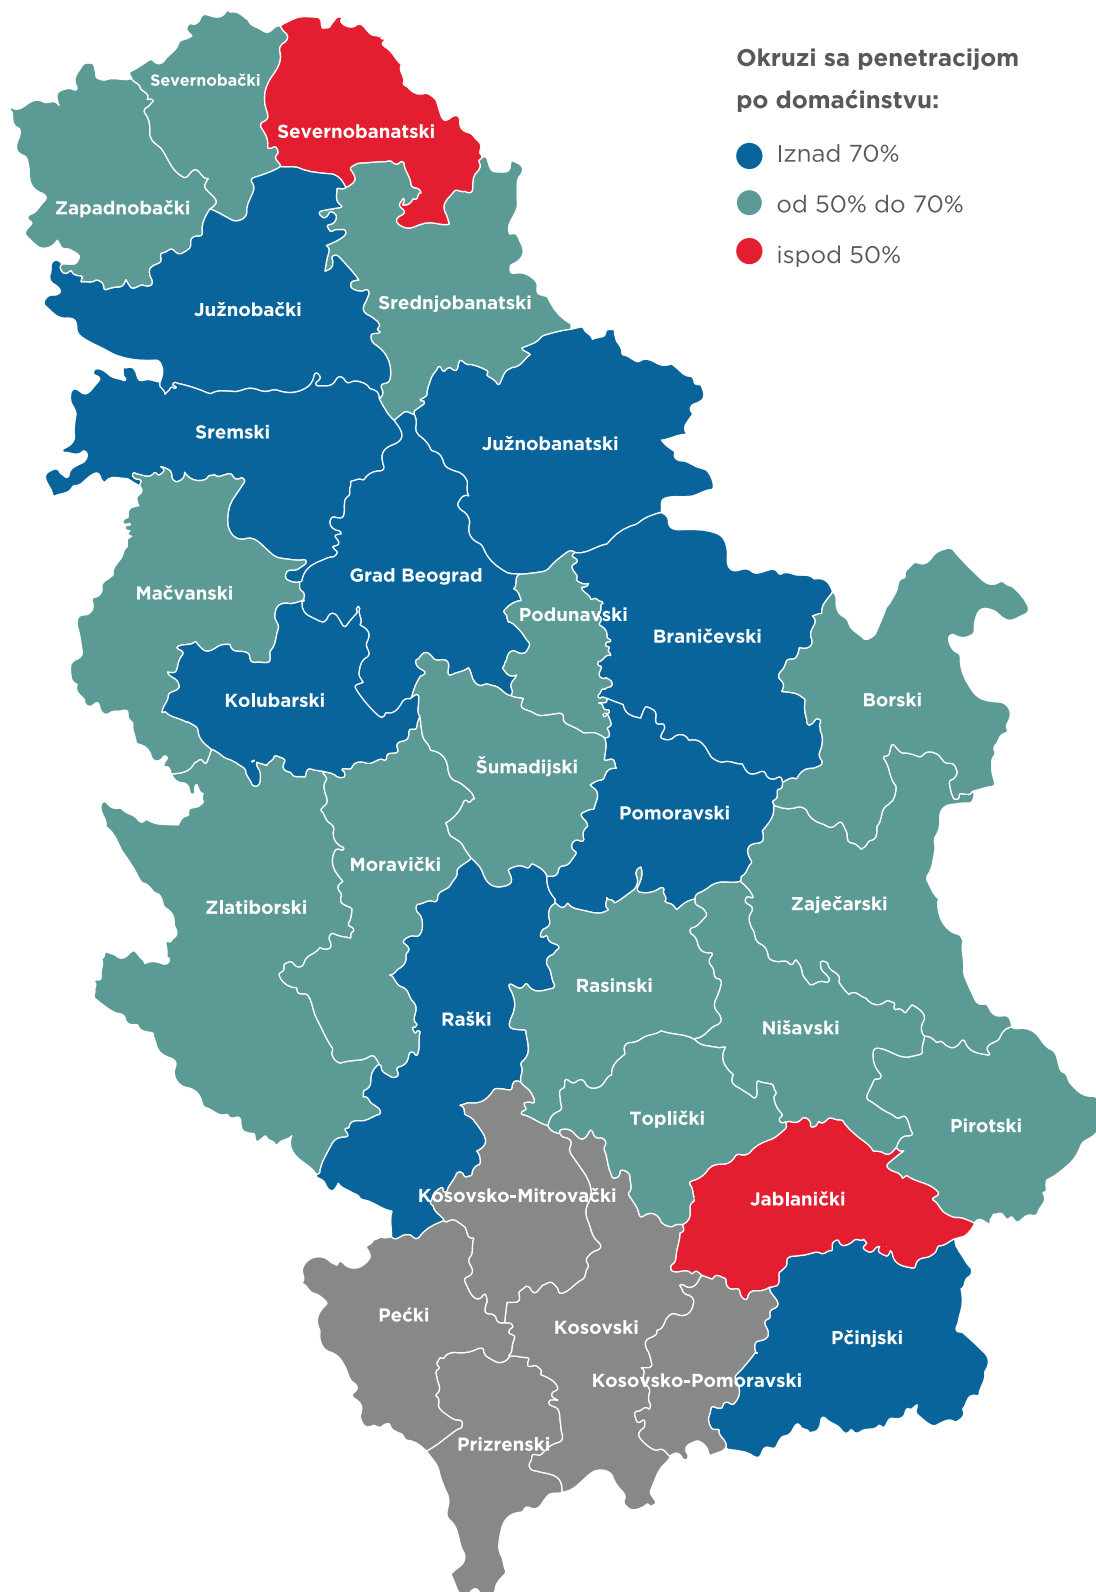 Okruzi sa penetracijom
po domaćinstvu:
Iznad 70%
od 50% do 70%
ispod 50%
Severnobački
Severnobanatski
Zapadnobački
Južnobački
Srednjobanatski
Sremski
Južnobanatski
Grad Beograd
Mačvanski
Podunavski
Braničevski
Kolubarski
Borski
Šumadijski
Pomoravski
Moravički
Zlatiborski
Zaječarski
Rasinski
Raški
Nišavski
Toplički
Pirotski
Kosovsko-Mitrovački
Jablanički
Pećki
Kosovski
Pčinjski
Kosovsko-Pomoravski
Prizrenski